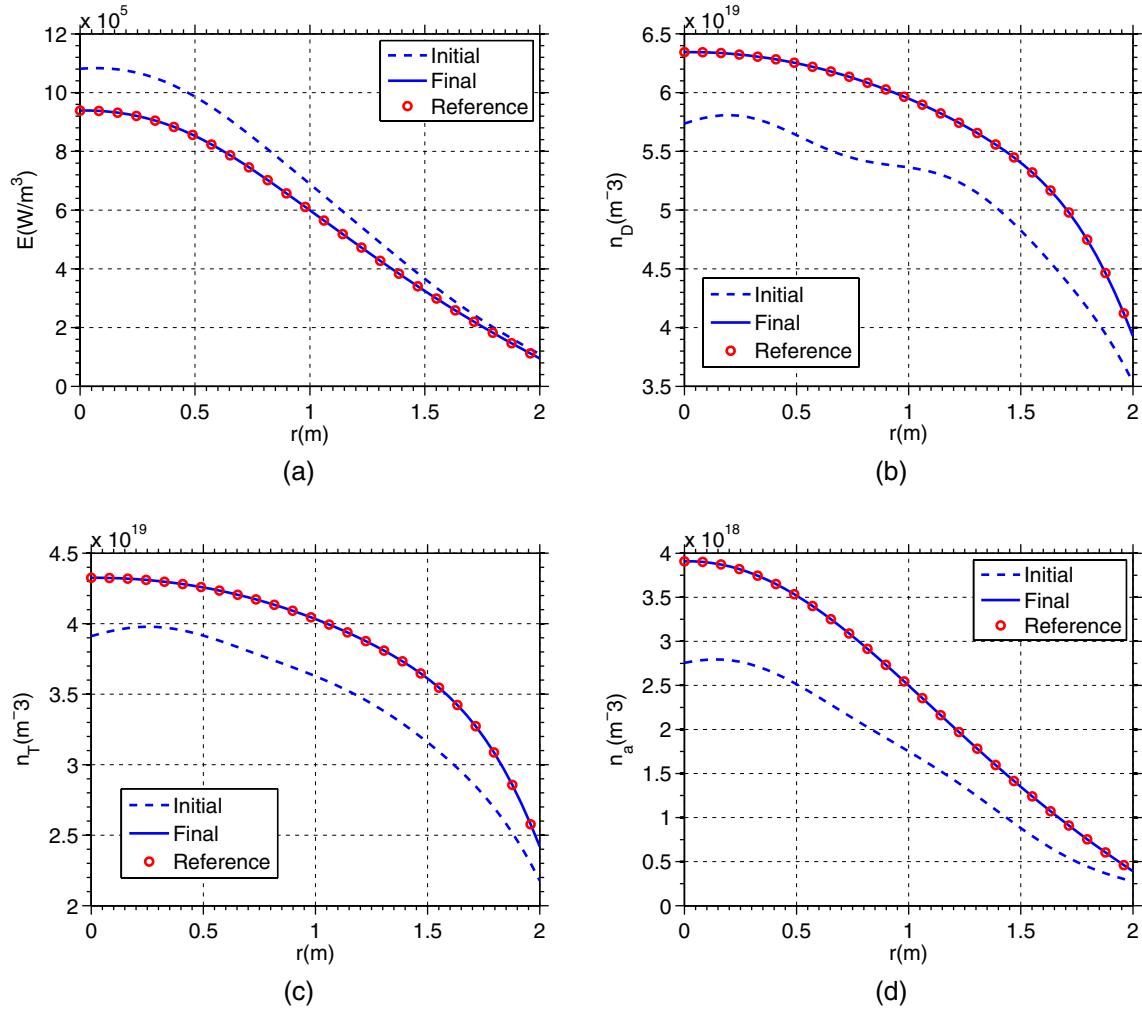 x 10^5
12
10
8
6
4
2
0
E(W/m^3)
0 0.5 1 1.5 2
r(m)
Initial
Final
Reference
(a)
x 10^19
6.5
6
5.5
5
4.5
4
3.5
n_D(m^−3)
0 0.5 1 1.5 2
r(m)
Initial
Final
Reference
(b)
x 10^19
4.5
4
3.5
3
2.5
2
n_T(m^−3)
0 0.5 1 1.5 2
r(m)
Initial
Final
Reference
(c)
x 10^18
4
3.5
3
2.5
2
1.5
1
0.5
0
n_a(m^−3)
0 0.5 1 1.5 2
r(m)
Initial
Final
Reference
(d)